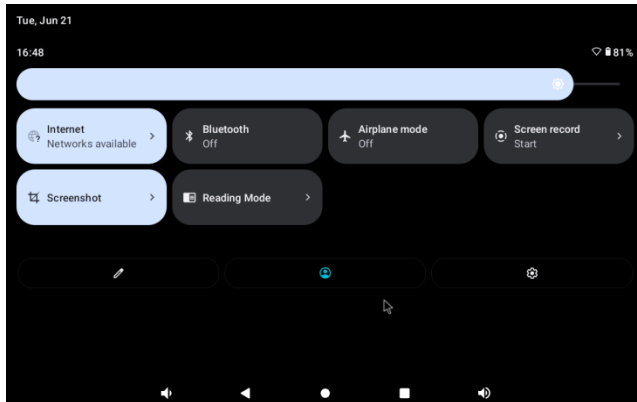 Tue, Jun 21
16:48
81%
Internet
Networks available
Bluetooth
Off
Airplane mode
Off
Screen record
Start
Screenshot
Reading Mode